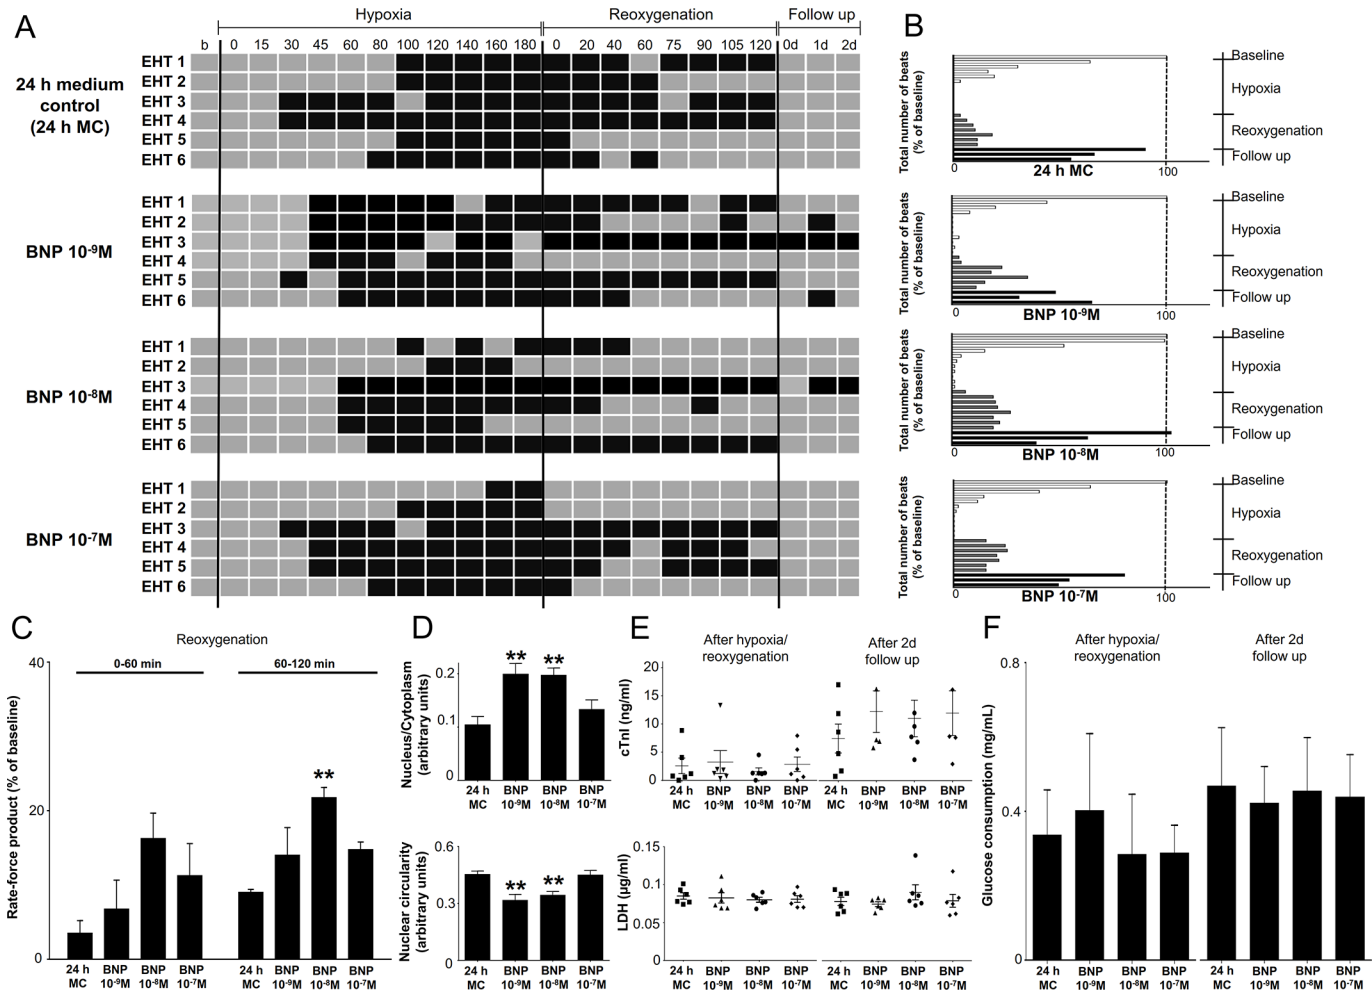 A
Hypoxia Reoxygenation Follow up
b 0 15 30 45 60 80 100 120 140 160 180 0 20 40 60 75 90 105 120 0d 1d 2d
24 h medium
control
(24 h MC)
EHT 1
EHT 2
EHT 3
EHT 4
EHT 5
EHT 6
BNP 10-9M
EHT 1
EHT 2
EHT 3
EHT 4
EHT 5
EHT 6
BNP 10-8M
EHT 1
EHT 2
EHT 3
EHT 4
EHT 5
EHT 6
BNP 10-7M
EHT 1
EHT 2
EHT 3
EHT 4
EHT 5
EHT 6
B
Total number of beats
(% of baseline)
Baseline
Hypoxia
Reoxygenation
Follow up
0 24 h MC 100
Total number of beats
(% of baseline)
Baseline
Hypoxia
Reoxygenation
Follow up
0 BNP 10-9M 100
Total number of beats
(% of baseline)
Baseline
Hypoxia
Reoxygenation
Follow up
0 BNP 10-8M 100
Total number of beats
(% of baseline)
Baseline
Hypoxia
Reoxygenation
Follow up
0 BNP 10-7M 100
C
Reoxygenation
0-60 min 60-120 min
Rate-force product (% of baseline)
40
20
0
**
24 h BNP BNP BNP 24 h BNP BNP BNP
MC 10-9M 10-8M 10-7M MC 10-9M 10-8M 10-7M
D
Nucleus/Cytoplasm
(arbitrary units)
0.2
0.1
0
** **
24 h BNP BNP BNP
MC 10-9M 10-8M 10-7M
Nuclear circularity
(arbitrary units)
0.6
0.3
0
** **
24 h BNP BNP BNP
MC 10-9M 10-8M 10-7M
E
After hypoxia/
reoxygenation
After 2d
follow up
cTnI (ng/ml)
20
15
10
5
0
24 h BNP BNP BNP 24 h BNP BNP BNP
MC 10-9M 10-8M 10-7M MC 10-9M 10-8M 10-7M
LDH (µg/ml)
0.15
0.1
0.05
0
24 h BNP BNP BNP 24 h BNP BNP BNP
MC 10-9M 10-8M 10-7M MC 10-9M 10-8M 10-7M
F
After hypoxia/
reoxygenation
After 2d
follow up
Glucose consumption (mg/mL)
0.8
0.4
0
24 h BNP BNP BNP 24 h BNP BNP BNP
MC 10-9M 10-8M 10-7M MC 10-9M 10-8M 10-7M